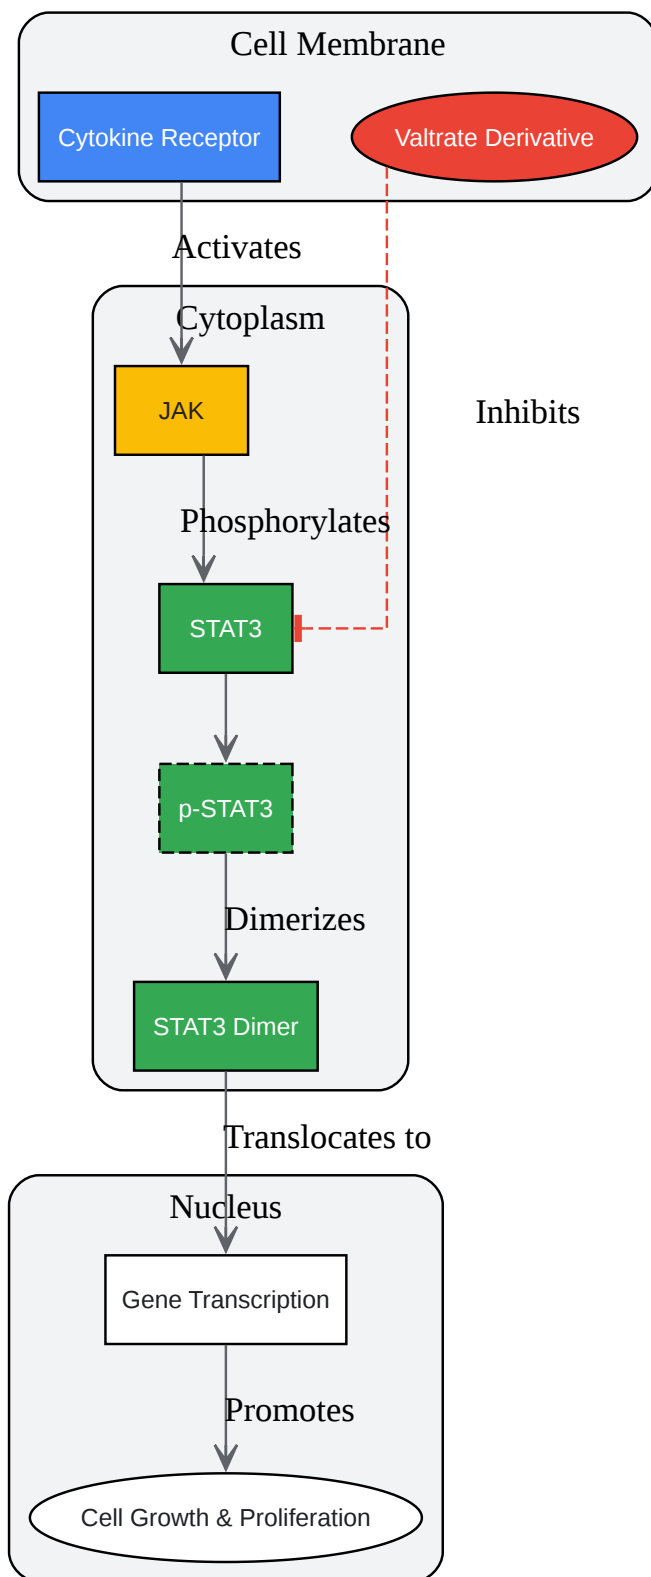 Cell Membrane
Cytokine Receptor
Valtrate Derivative
Activates
Cytoplasm
JAK
Inhibits
Phosphorylates
STAT3
p-STAT3
Dimerizes
STAT3 Dimer
Translocates to
Nucleus
Gene Transcription
Promotes
Cell Growth & Proliferation